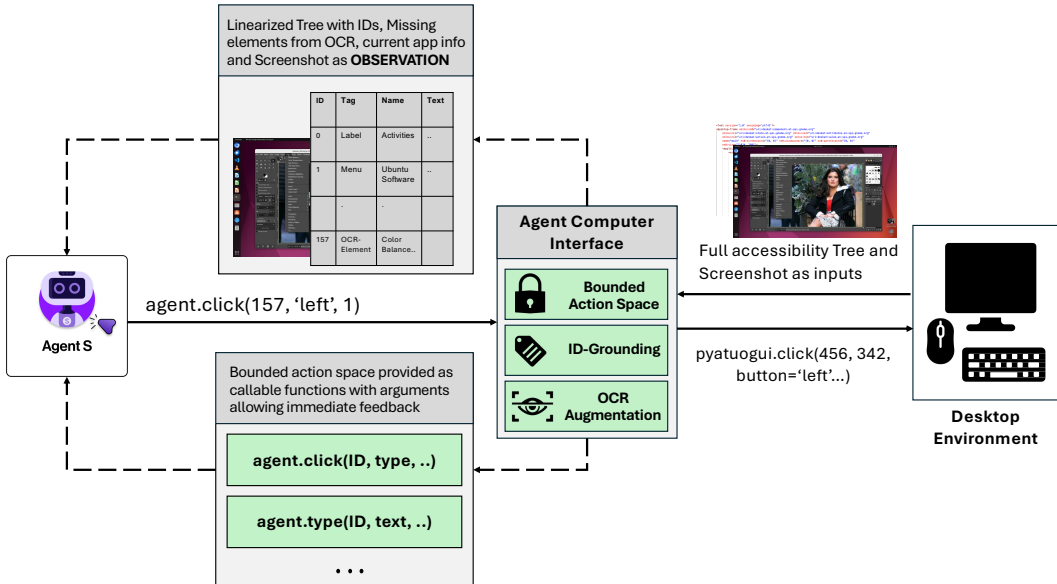 Linearized Tree with IDs, Missing
elements from OCR, current app info
and Screenshot as OBSERVATION
ID Tag Name Text
0 Label Activities ..
1 Menu Ubuntu Software ..
. .
157 OCR-Element Color Balance..
Agent S
agent.click(157, ‘left’, 1)
Bounded action space provided as
callable functions with arguments
allowing immediate feedback
agent.click(ID, type, ..)
agent.type(ID, text, ..)
...
Agent Computer
Interface
Bounded
Action Space
ID-Grounding
OCR
Augmentation
Full accessibility Tree and
Screenshot as inputs
pyatuogui.click(456, 342,
button=‘left’...)
Desktop
Environment